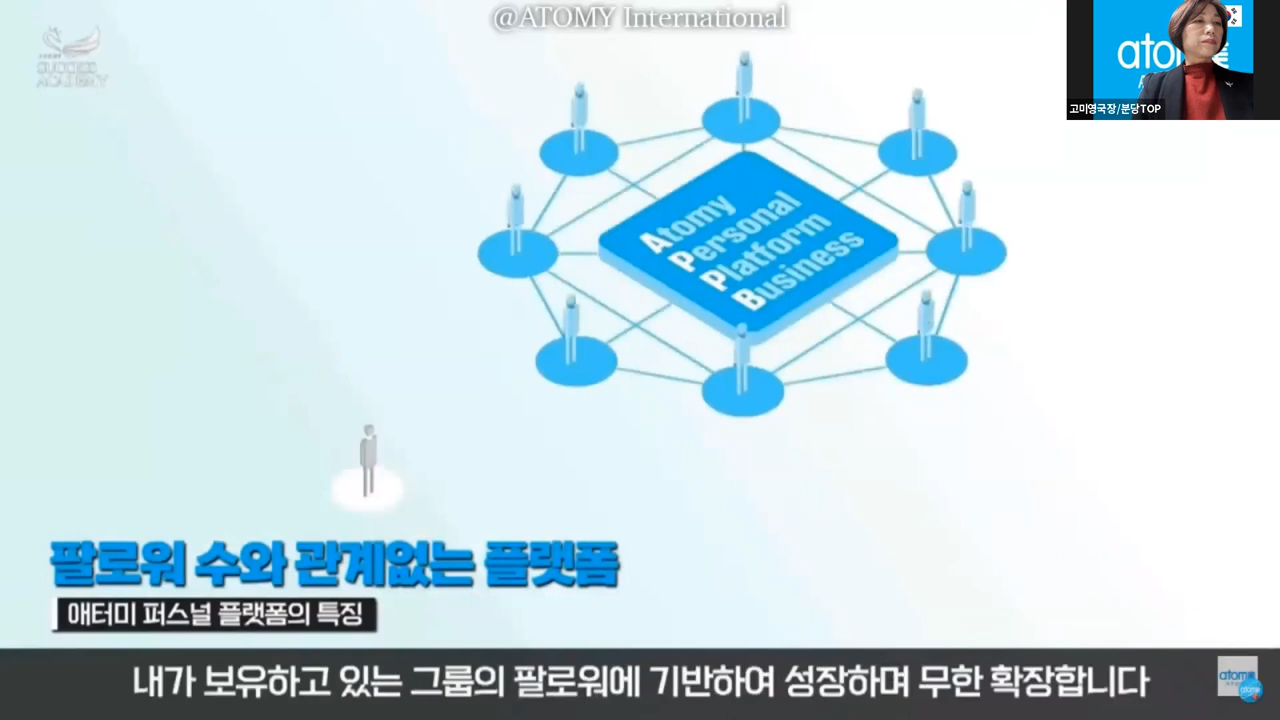 @ATOMY International
SUCCESS
ACADEMY
고미영국장/분당TOP
Atomy
Personal
Platform
Business
팔로워 수와 관계없는 플랫폼
애터미 퍼스널 플랫폼의 특징
내가 보유하고 있는 그룹의 팔로워에 기반하여 성장하며 무한 확장합니다